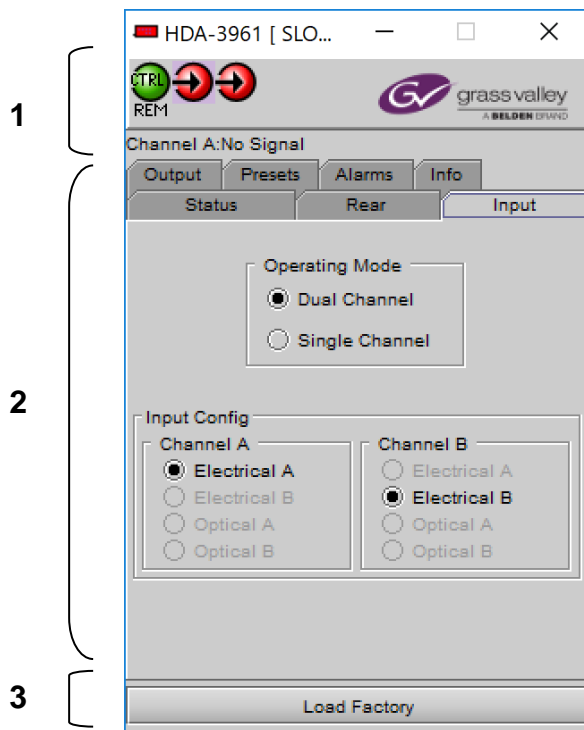 HDA-3961 [ SLO...
CTRL
REM
grass valley
A BELDEN BRAND
GV
1
Channel A:No Signal
Output Presets Alarms Info
Status Rear Input
Operating Mode
Dual Channel
Single Channel
2
Input Config
Channel A Channel B
Electrical A Electrical A
Electrical B Electrical B
Optical A Optical A
Optical B Optical B
3
Load Factory